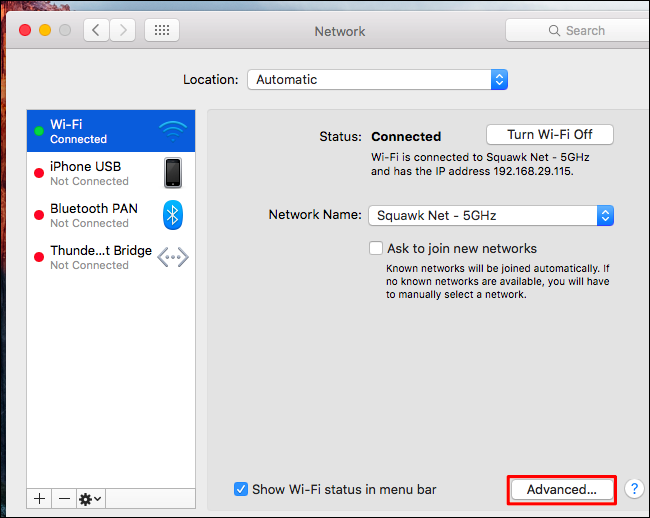 Network
Search
Location: Automatic
Wi-Fi
Connected
iPhone USB
Not Connected
Bluetooth PAN
Not Connected
Thunde...t Bridge
Not Connected
Status: Connected
Turn Wi-Fi Off
Wi-Fi is connected to Squawk Net - 5GHz
and has the IP address 192.168.29.115.
Network Name: Squawk Net - 5GHz
Ask to join new networks
Known networks will be joined automatically. If
no known networks are available, you will have
to manually select a network.
Show Wi-Fi status in menu bar
Advanced...
?